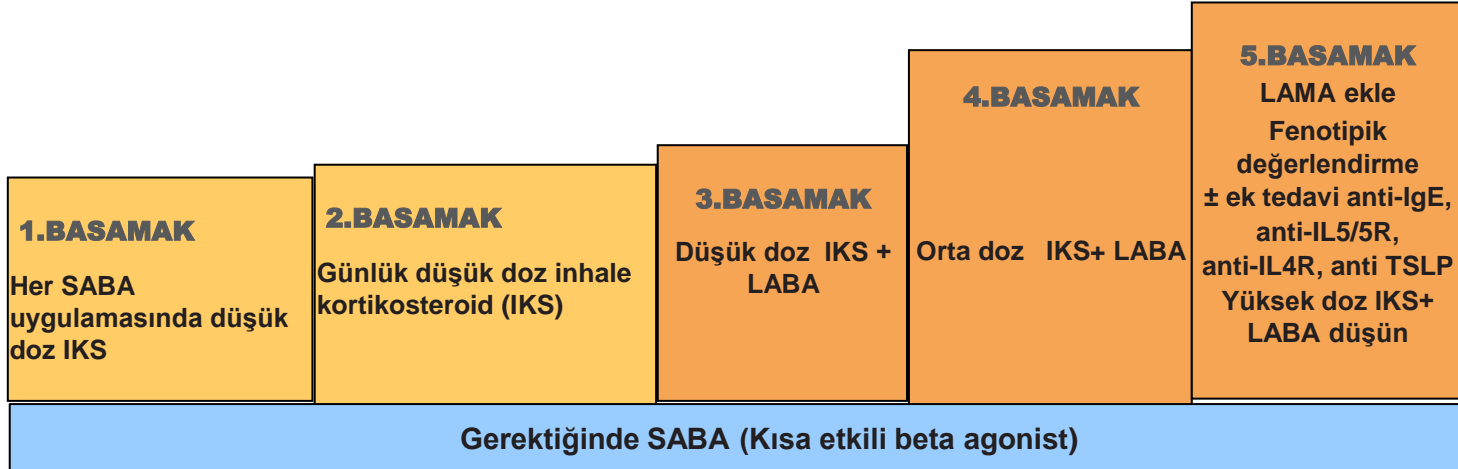 1.BASAMAK
Her SABA
uygulamasında düşük
doz IKS
2.BASAMAK
Günlük düşük doz inhale
kortikosteroid (IKS)
3.BASAMAK
Düşük doz IKS +
LABA
4.BASAMAK
Orta doz IKS+ LABA
5.BASAMAK
LAMA ekle
Fenotipik
değerlendirme
± ek tedavi anti-IgE,
anti-IL5/5R,
anti-IL4R, anti TSLP
Yüksek doz IKS+
LABA düşün
Gerektiğinde SABA (Kısa etkili beta agonist)